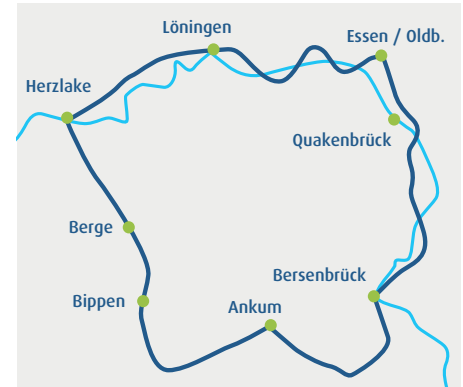 Löningen
Essen / Oldb.
Herzlake
Quakenbrück
Berge
Bersenbrück
Bippen
Ankum